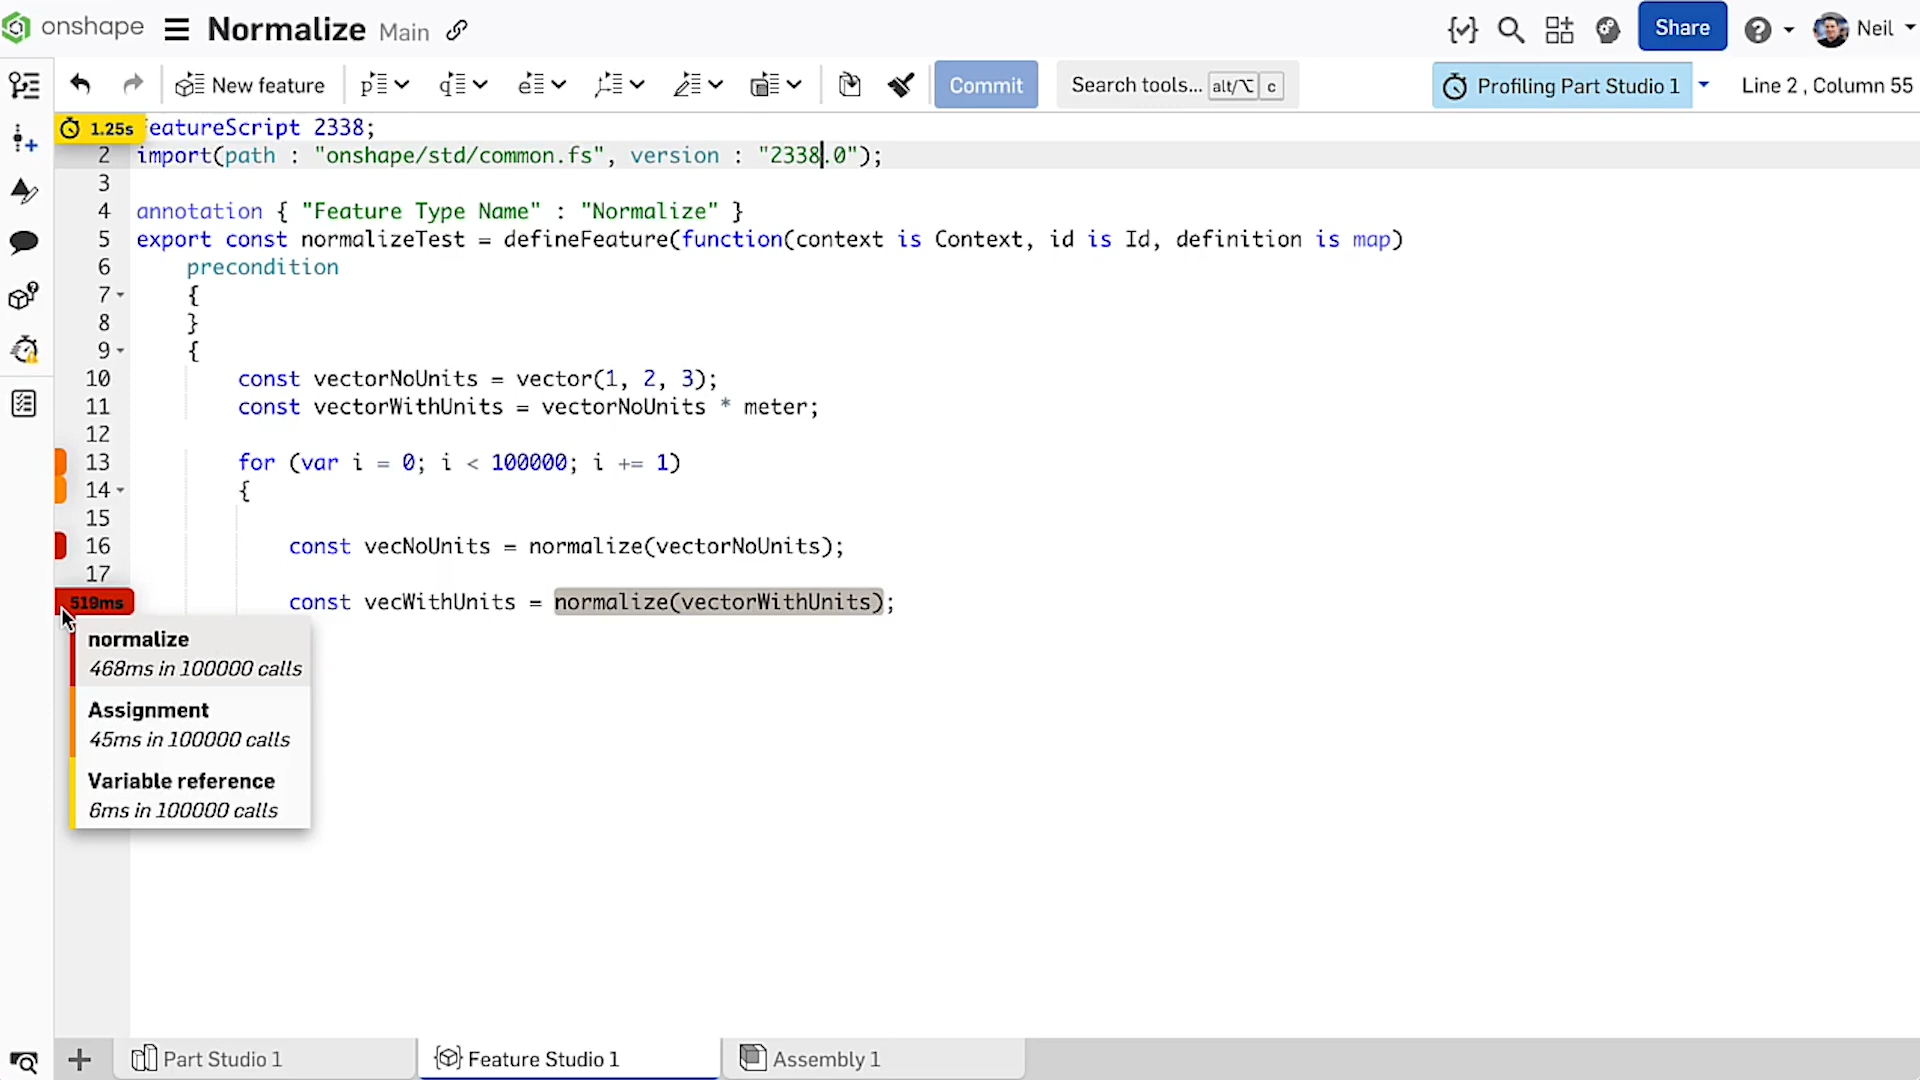 onshape Normalize Main Share Neil
New feature Commit Search tools... alt/⌥ c Profiling Part Studio 1 Line 2 , Column 55
1.25s eatureScript 2338;
2 import(path : "onshape/std/common.fs", version : "2338.0");
3
4 annotation { "Feature Type Name" : "Normalize" }
5 export const normalizeTest = defineFeature(function(context is Context, id is Id, definition is map)
6 precondition
7 {
8 }
9 {
10 const vectorNoUnits = vector(1, 2, 3);
11 const vectorWithUnits = vectorNoUnits * meter;
12
13 for (var i = 0; i < 100000; i += 1)
14 {
15
16 const vecNoUnits = normalize(vectorNoUnits);
17
519ms const vecWithUnits = normalize(vectorWithUnits);
normalize
468ms in 100000 calls
Assignment
45ms in 100000 calls
Variable reference
6ms in 100000 calls
Part Studio 1 Feature Studio 1 Assembly 1